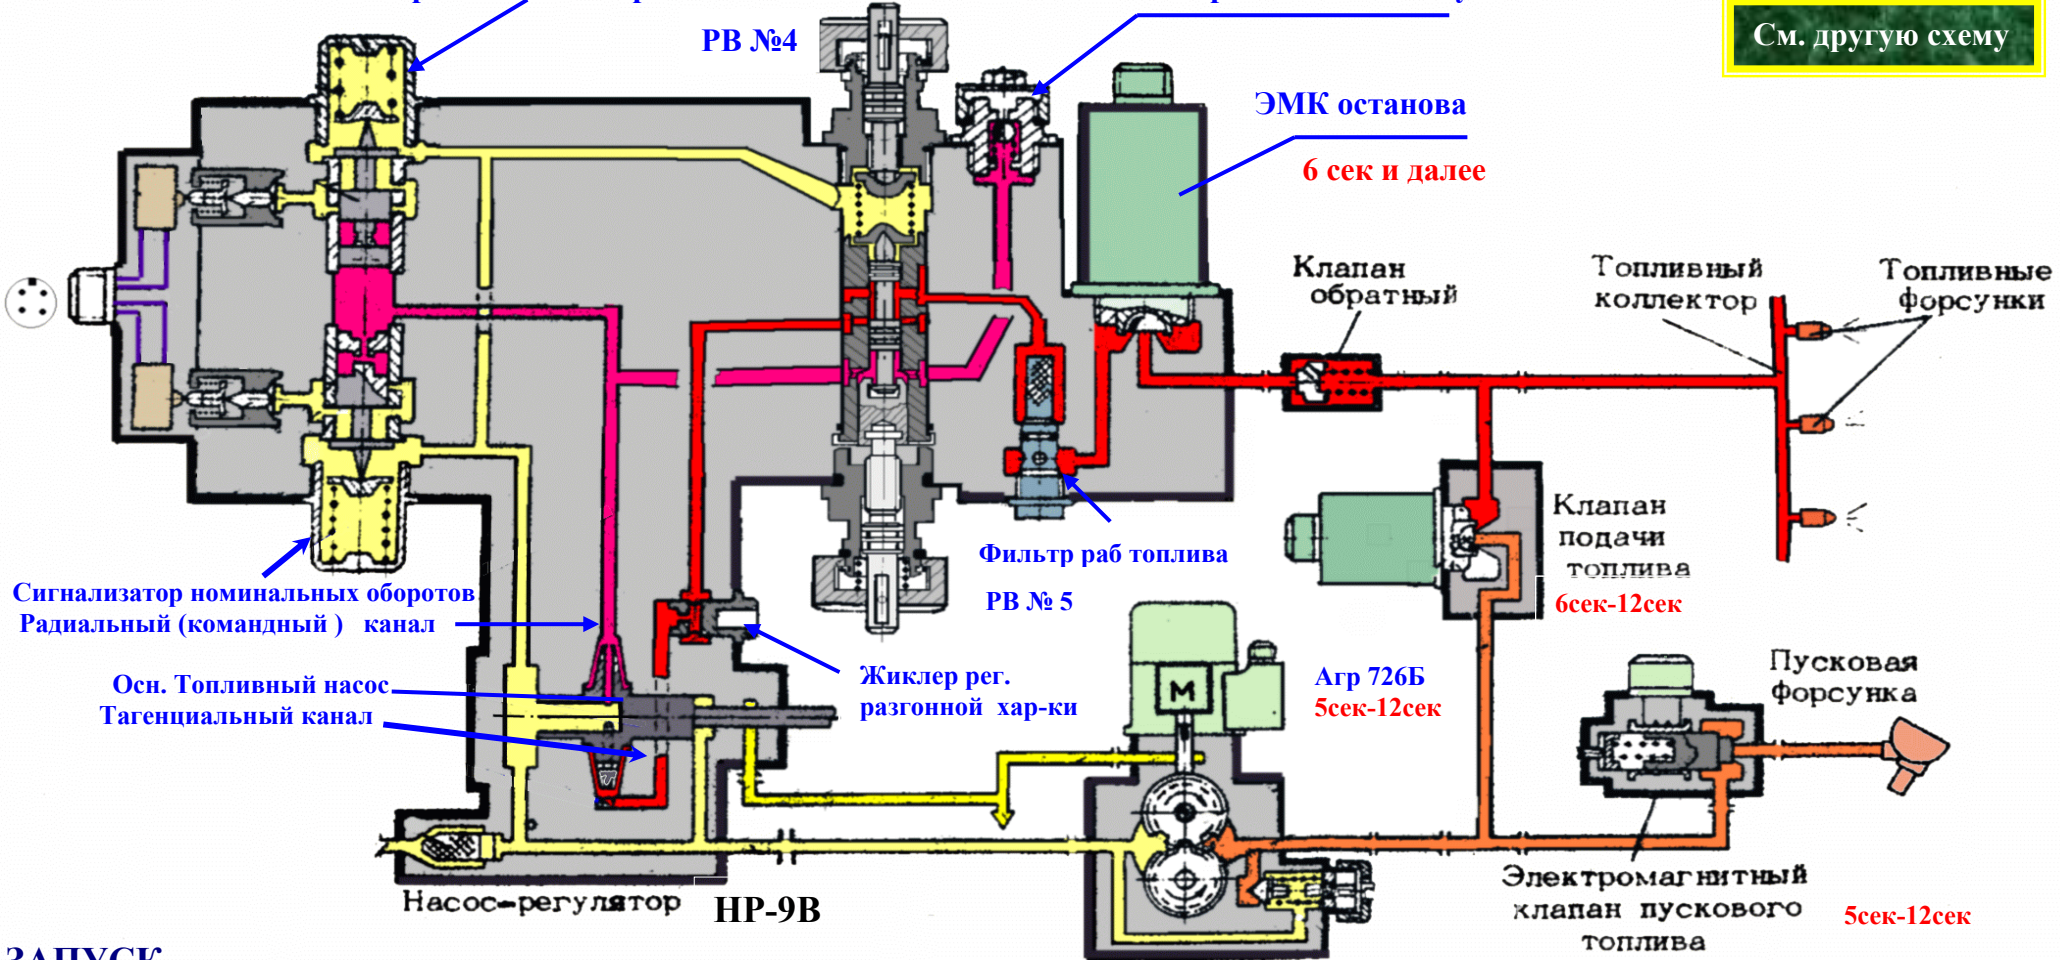 РВ №4
См. другую схему
ЭМК останова
6 сек и далее
Клапан
обратный
Топливный
коллектор
Топливные
форсунки
Клапан
подачи
топлива
6сек-12сек
Фильтр раб топлива
РВ № 5
Сигнализатор номинальных оборотов
Радиальный (командный ) канал
Осн. Топливный насос
Тагенциальный канал
Жиклер рег.
разгонной хар-ки
М
Агр 726Б
5сек-12сек
Пусковая
форсунка
Электромагнитный
клапан пускового
топлива
5сек-12сек
Насос-регулятор
НР-9В
ЗАПУСК